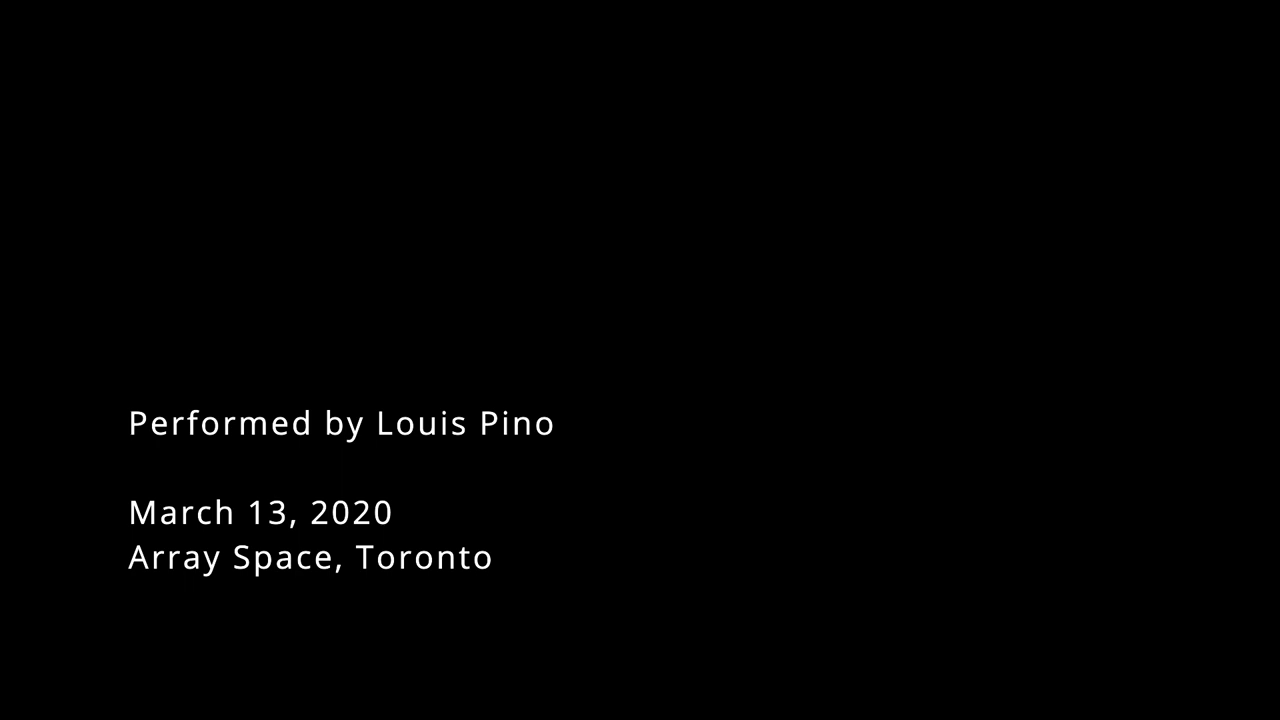 Performed by Louis Pino
March 13, 2020
Array Space, Toronto